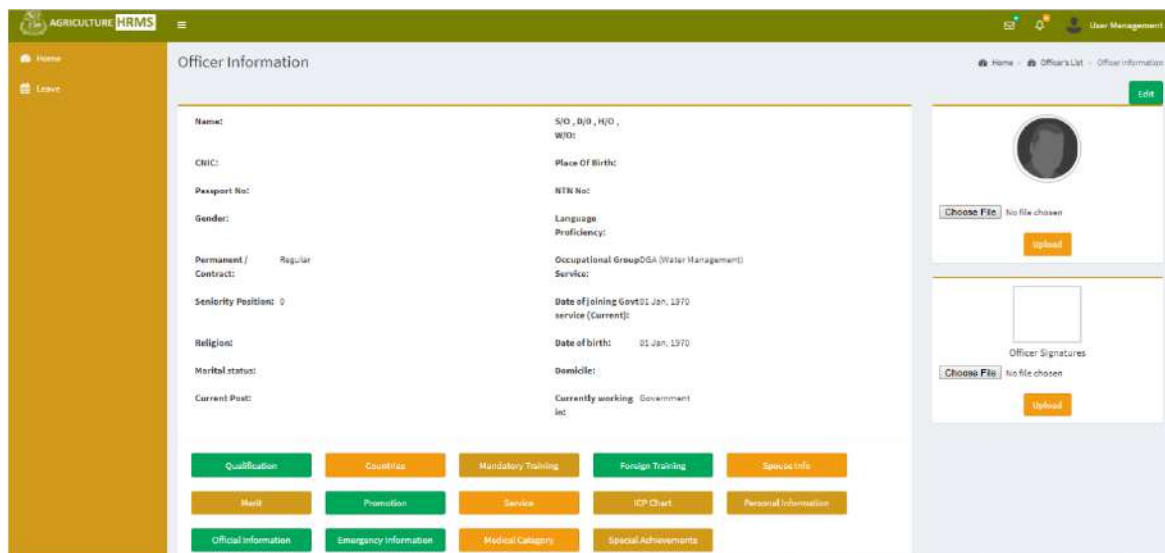 AGRICULTURE HRMS
User Management
Home
Leave
Officer Information
Home - Officer's List - Officer Information
Edit
Name:
S/O , D/O , H/O ,
W/O:
CNIC:
Place Of Birth:
Passport No:
NTN No:
Gender:
Language
Proficiency:
Permanent / Regular
Contract:
Occupational Group DGA (Water Management)
Service:
Seniority Position: 0
Date of joining Govt 01 Jan, 1970
service (Current):
Religion:
Date of birth: 01 Jan, 1970
Marital status:
Domicile:
Current Post:
Currently working Government
in:
Choose File No file chosen
Upload
Officer Signatures
Choose File No file chosen
Upload
Qualification
Countries
Mandatory Training
Foreign Training
Spouse Info
Merit
Promotion
Service
ICP Chart
Personal Information
Official Information
Emergency Information
Medical Category
Special Achievements